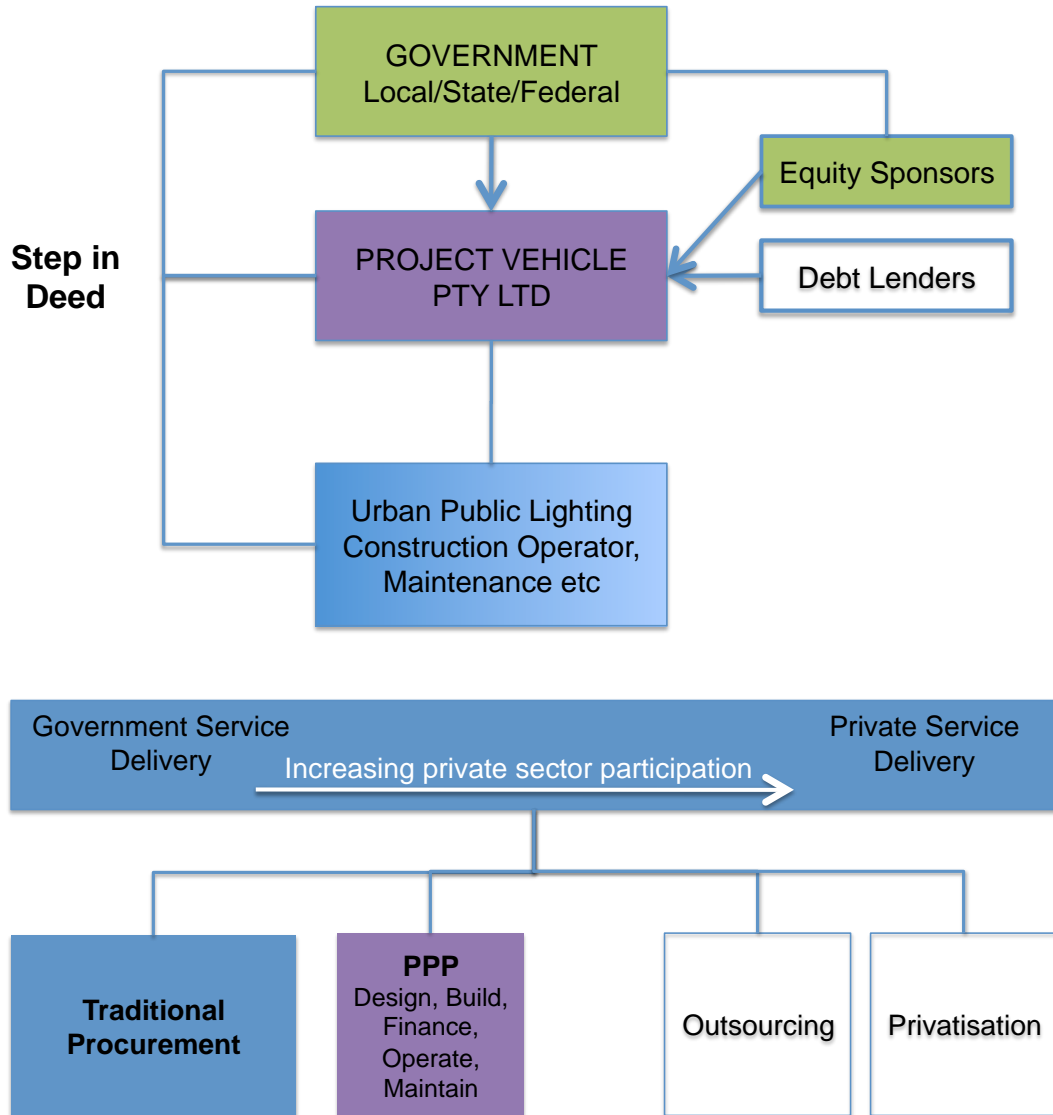 GOVERNMENT
Local/State/Federal
Equity Sponsors
Step in
Deed
PROJECT VEHICLE
PTY LTD
Debt Lenders
Urban Public Lighting
Construction Operator,
Maintenance etc
Government Service
Delivery
Increasing private sector participation
Private Service
Delivery
Traditional
Procurement
PPP
Design, Build,
Finance,
Operate,
Maintain
Outsourcing
Privatisation